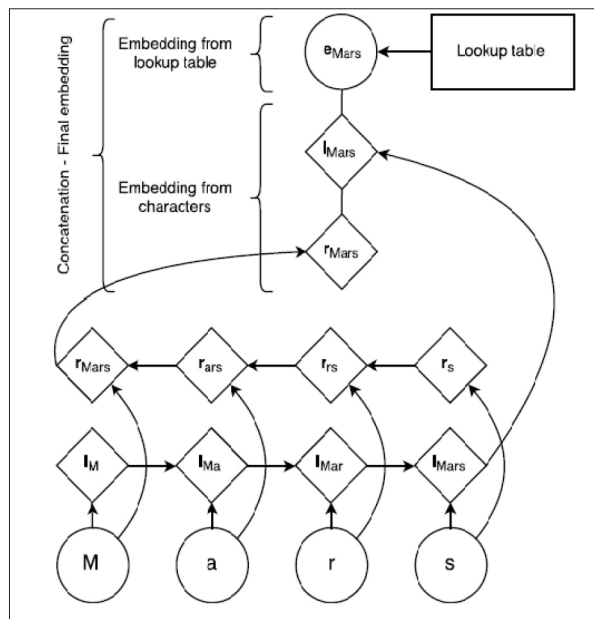 Concatenation - Final embedding
Embedding from
lookup table
e_Mars
Lookup table
Embedding from
characters
l_Mars
r_Mars
r_Mars
r_ars
r_rs
r_s
l_M
l_Ma
l_Mar
l_Mars
M
a
r
s